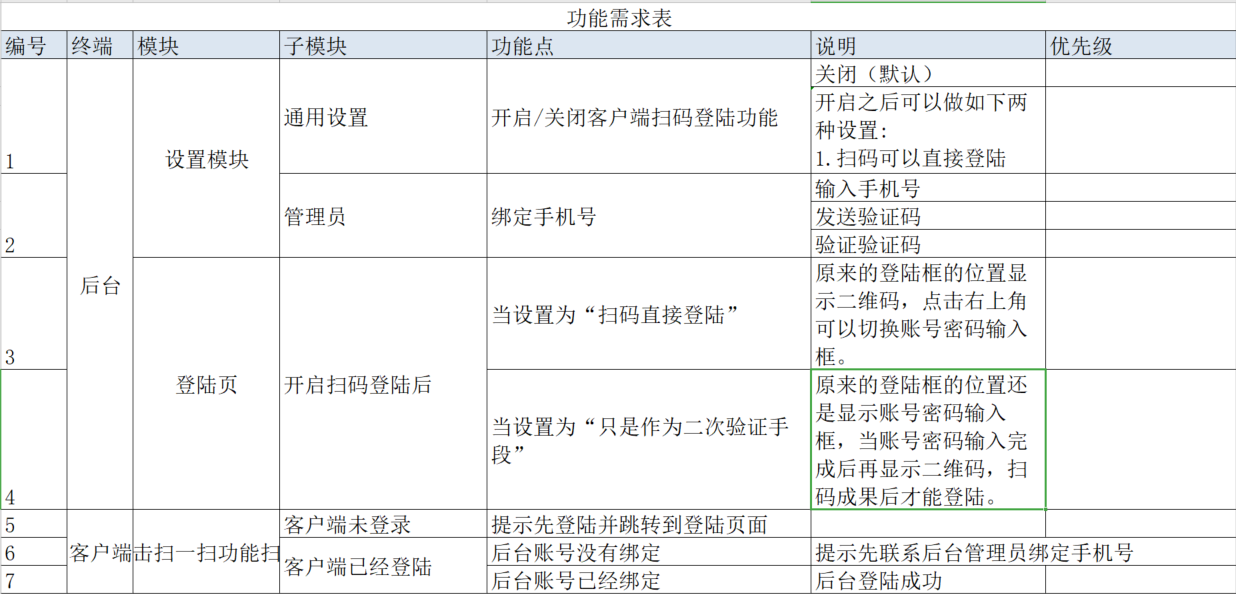 功能需求表
编号 终端 模块 子模块 功能点 说明 优先级
1
后台
设置模块
通用设置
开启/关闭客户端扫码登陆功能
关闭（默认）
开启之后可以做如下两
种设置:
1.扫码可以直接登陆
2
管理员
绑定手机号
输入手机号
发送验证码
验证验证码
3
登陆页
开启扫码登陆后
当设置为“扫码直接登陆”
原来的登陆框的位置显
示二维码，点击右上角
可以切换账号密码输入
框。
4
当设置为“只是作为二次验证手
段”
原来的登陆框的位置还
是显示账号密码输入
框，当账号密码输入完
成后再显示二维码，扫
码成果后才能登陆。
5
客户端
击扫一扫功能扫
客户端未登录
提示先登陆并跳转到登陆页面
6
客户端已经登陆
后台账号没有绑定
提示先联系后台管理员绑定手机号
7
后台账号已经绑定
后台登陆成功